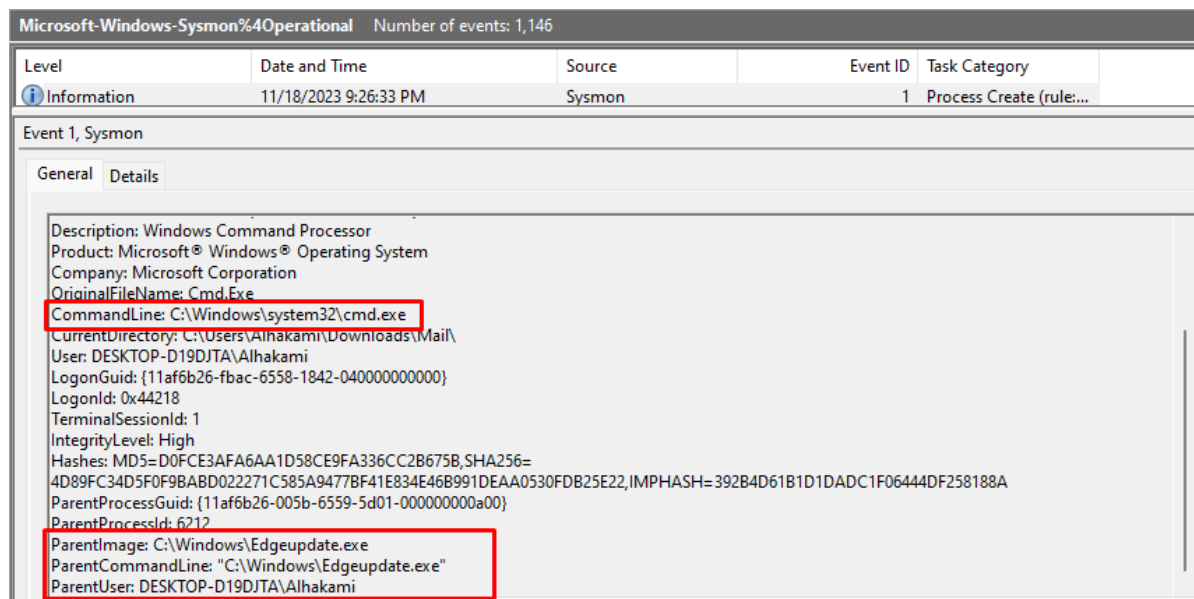 Microsoft-Windows-Sysmon%4Operational Number of events: 1,146
Level Date and Time Source Event ID Task Category
Information 11/18/2023 9:26:33 PM Sysmon 1 Process Create (rule:...
Event 1, Sysmon
General Details
Description: Windows Command Processor
Product: Microsoft® Windows® Operating System
Company: Microsoft Corporation
OriginalFileName: Cmd.Exe
CommandLine: C:\Windows\system32\cmd.exe
CurrentDirectory: C:\Users\Alhakami\Downloads\Mail\
User: DESKTOP-D19DJTA\Alhakami
LogonGuid: {11af6b26-fbac-6558-1842-040000000000}
LogonId: 0x44218
TerminalSessionId: 1
IntegrityLevel: High
Hashes: MD5=D0FCE3AFA6AA1D58CE9FA336CC2B675B,SHA256=
4D89FC34D5F0F9BABD022271C585A9477BF41E834E46B991DEAA0530FDB25E22,IMPHASH=392B4D61B1D1DADC1F06444DF258188A
ParentProcessGuid: {11af6b26-005b-6559-5d01-000000000a00}
ParentProcessId: 6212
ParentImage: C:\Windows\Edgeupdate.exe
ParentCommandLine: "C:\Windows\Edgeupdate.exe"
ParentUser: DESKTOP-D19DJTA\Alhakami